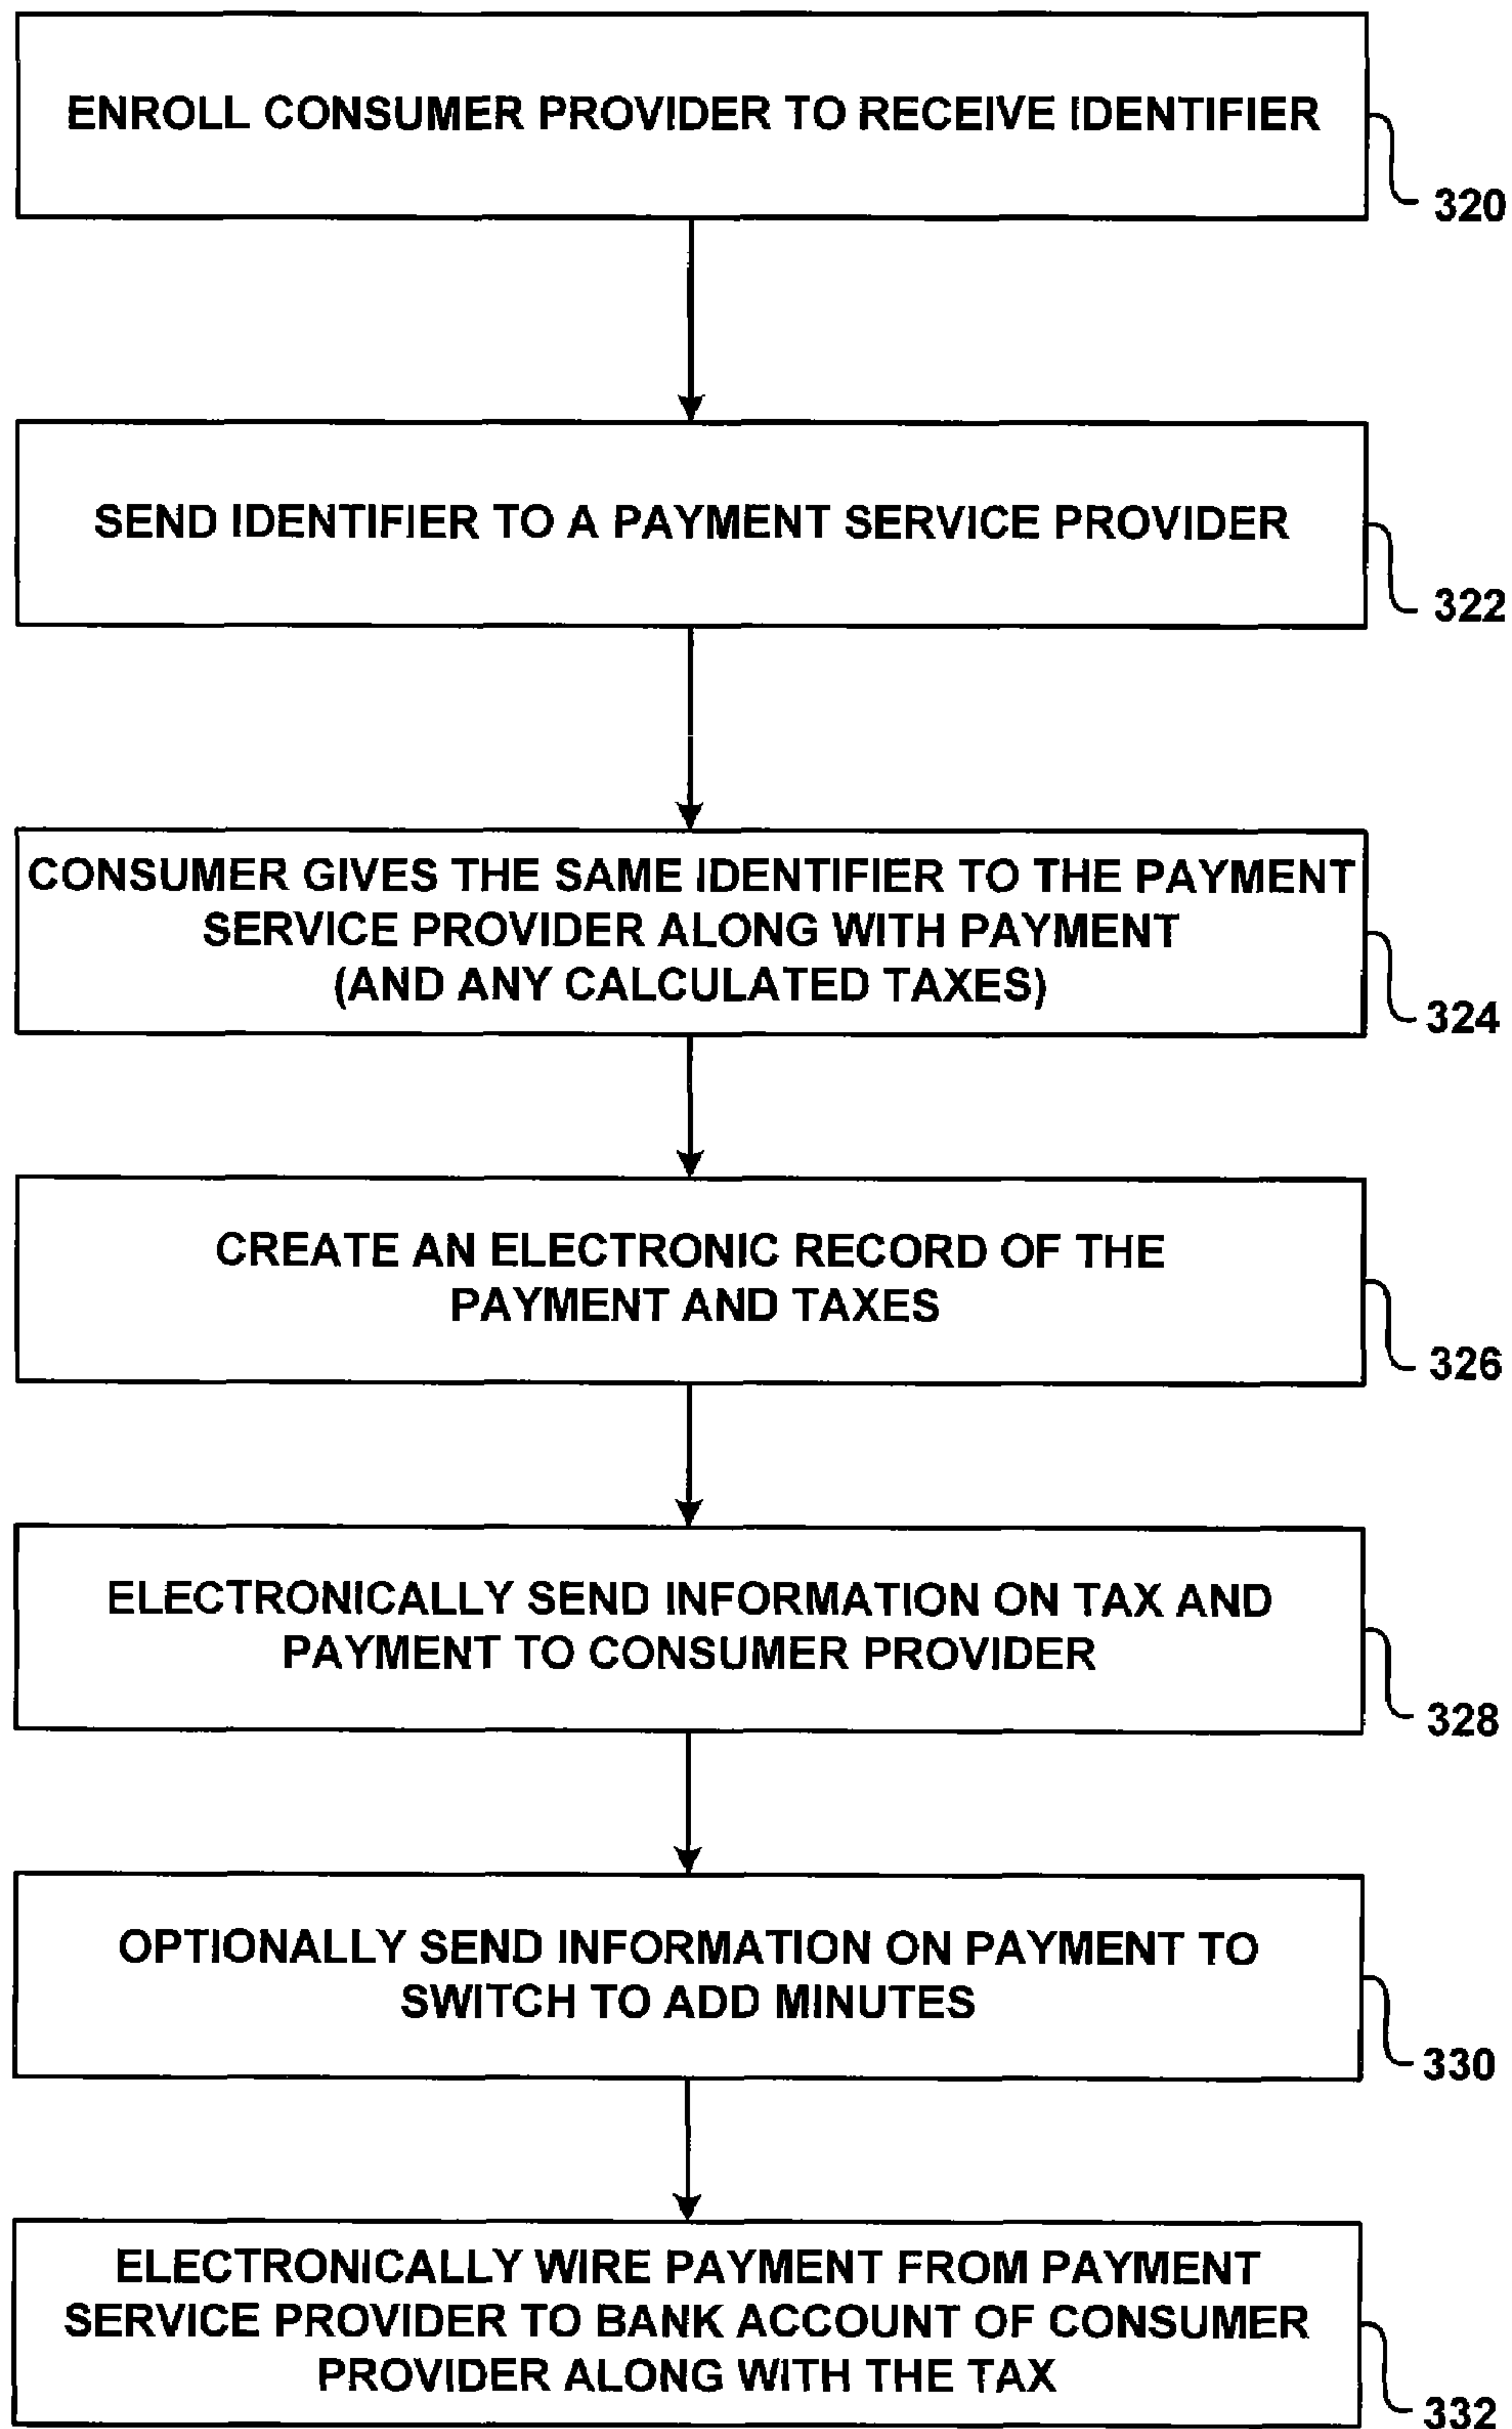 ENROLL CONSUMER PROVIDER TO RECEIVE IDENTIFIER
320
SEND IDENTIFIER TO A PAYMENT SERVICE PROVIDER
322
CONSUMER GIVES THE SAME IDENTIFIER TO THE PAYMENT
SERVICE PROVIDER ALONG WITH PAYMENT
(AND ANY CALCULATED TAXES)
324
CREATE AN ELECTRONIC RECORD OF THE
PAYMENT AND TAXES
326
ELECTRONICALLY SEND INFORMATION ON TAX AND
PAYMENT TO CONSUMER PROVIDER
328
OPTIONALLY SEND INFORMATION ON PAYMENT TO
SWITCH TO ADD MINUTES
330
ELECTRONICALLY WIRE PAYMENT FROM PAYMENT
SERVICE PROVIDER TO BANK ACCOUNT OF CONSUMER
PROVIDER ALONG WITH THE TAX
332